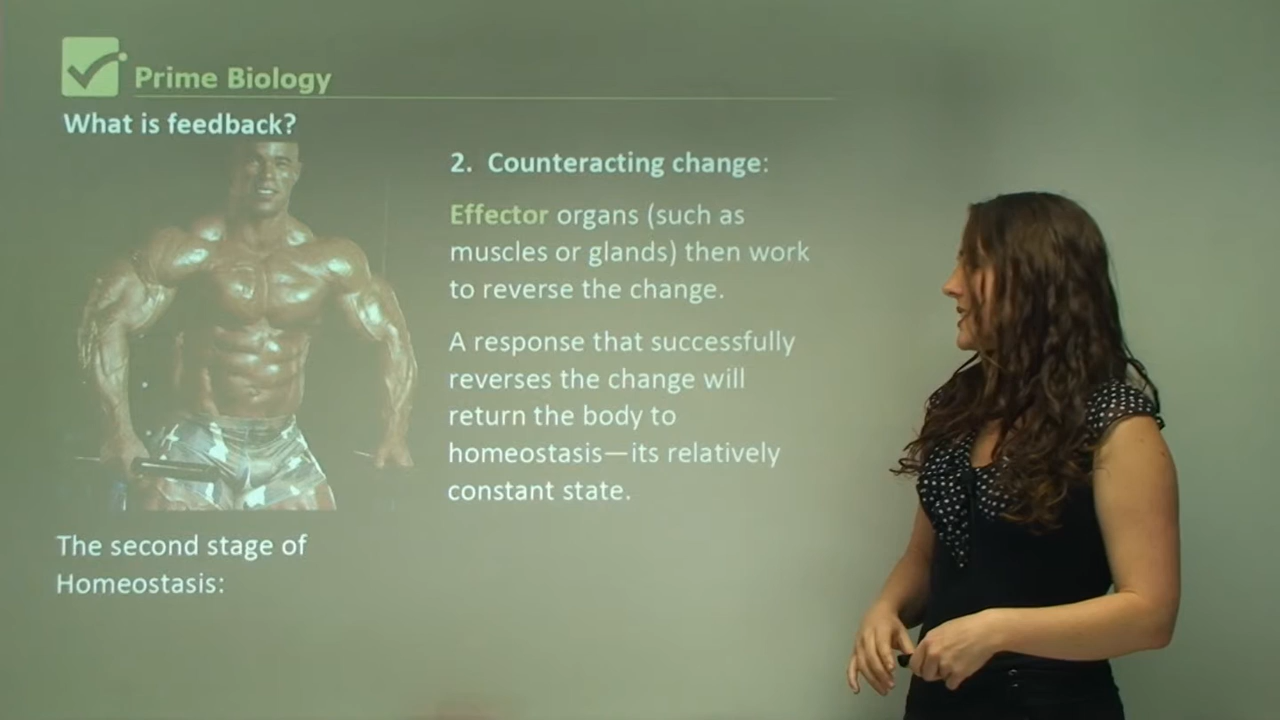 Prime Biology
What is feedback?
2. Counteracting change:
Effector organs (such as
muscles or glands) then work
to reverse the change.
A response that successfully
reverses the change will
return the body to
homeostasis—its relatively
constant state.
The second stage of
Homeostasis: